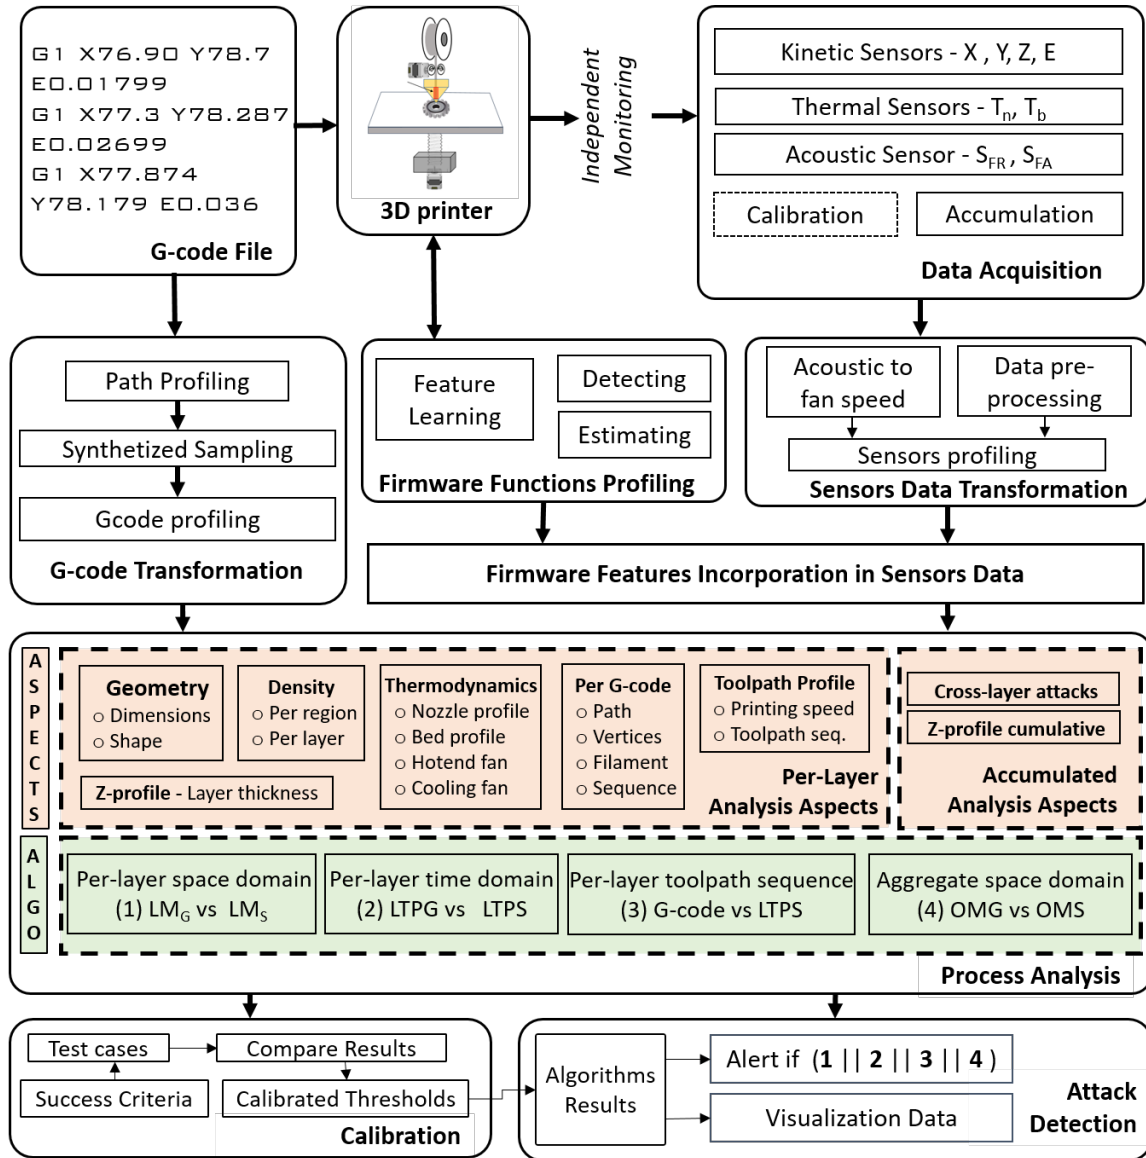 G1 X76.90 Y78.7
E0.01799
G1 X77.3 Y78.287
E0.02699
G1 X77.874
Y78.179 E0.036
G-code File
3D printer
Independent
Monitoring
Kinetic Sensors - X , Y, Z, E
Thermal Sensors - Tn, Tb
Acoustic Sensor - SFR , SFA
Calibration
Accumulation
Data Acquisition
Path Profiling
Synthetized Sampling
Gcode profiling
G-code Transformation
Feature
Learning
Detecting
Estimating
Firmware Functions Profiling
Acoustic to
fan speed
Data pre-
processing
Sensors profiling
Sensors Data Transformation
Firmware Features Incorporation in Sensors Data
ASPECTS
Geometry
○ Dimensions
○ Shape
Density
○ Per region
○ Per layer
Z-profile - Layer thickness
Thermodynamics
○ Nozzle profile
○ Bed profile
○ Hotend fan
○ Cooling fan
Per G-code
○ Path
○ Vertices
○ Filament
○ Sequence
Toolpath Profile
○ Printing speed
○ Toolpath seq.
Per-Layer
Analysis Aspects
Cross-layer attacks
Z-profile cumulative
Accumulated
Analysis Aspects
ALGO
Per-layer space domain
(1) LMG vs LMS
Per-layer time domain
(2) LTPG vs LTPS
Per-layer toolpath sequence
(3) G-code vs LTPS
Aggregate space domain
(4) OMG vs OMS
Process Analysis
Test cases
Compare Results
Success Criteria
Calibrated Thresholds
Calibration
Algorithms
Results
Alert if (1 || 2 || 3 || 4 )
Visualization Data
Attack
Detection